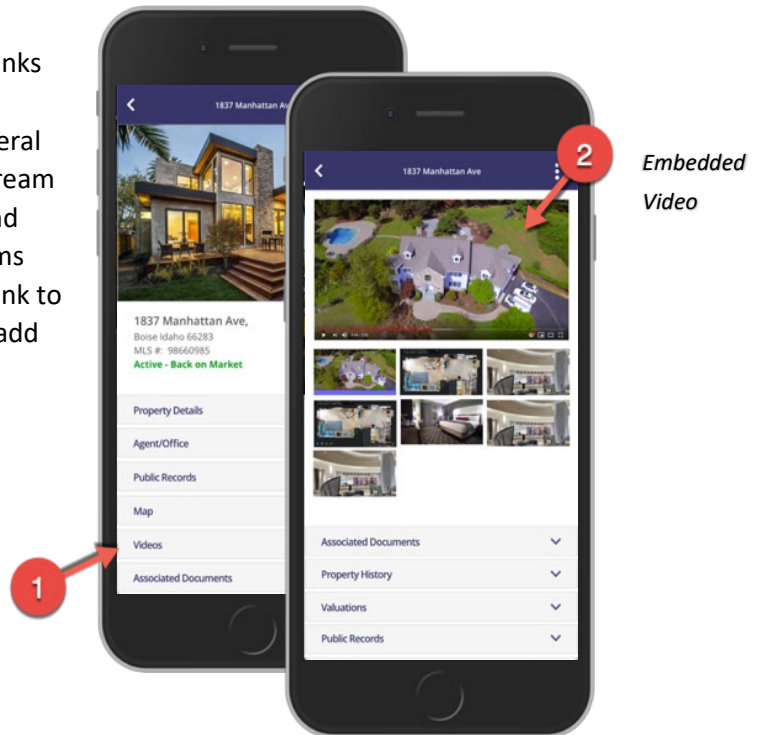 nks
eral
ream
nd
ms
nk to
add
1837 Manhattan Av
1837 Manhattan Ave,
Boise Idaho 66283
MLS #: 98660985
Active - Back on Market
Property Details
Agent/Office
Public Records
Map
Videos
Associated Documents
1
1837 Manhattan Ave
2
Associated Documents
Property History
Valuations
Public Records
Embedded
Video